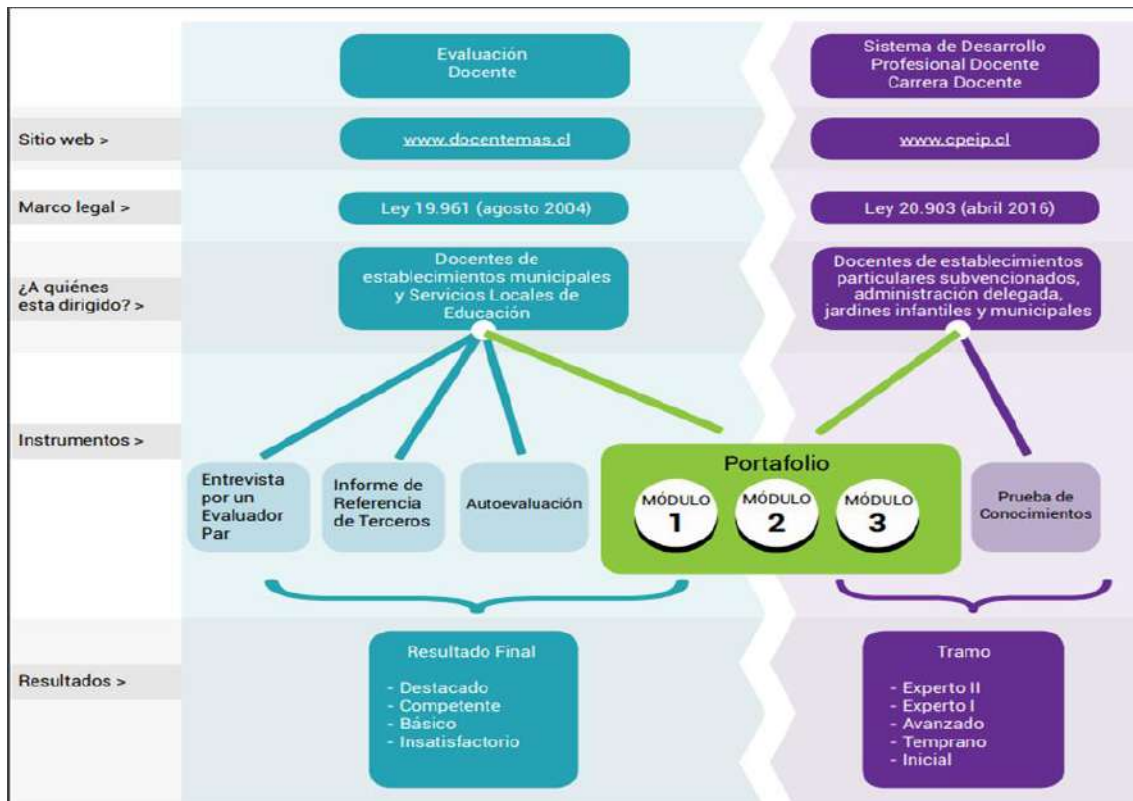 Evaluación
Docente
Sistema de Desarrollo
Profesional Docente
Carrera Docente
Sitio web >
www.docentemas.cl
www.cpeip.cl
Marco legal >
Ley 19.961 (agosto 2004)
Ley 20.903 (abril 2016)
¿A quiénes
esta dirigido? >
Docentes de
establecimientos municipales
y Servicios Locales de
Educación
Docentes de establecimientos
particulares subvencionados,
administración delegada,
jardines infantiles y municipales
Instrumentos >
Entrevista
por un
Evaluador
Par
Informe de
Referencia
de Terceros
Autoevaluación
Portafolio
MÓDULO
1
MÓDULO
2
MÓDULO
3
Prueba de
Conocimientos
Resultados >
Resultado Final
- Destacado
- Competente
- Básico
- Insatisfactorio
Tramo
- Experto II
- Experto I
- Avanzado
- Temprano
- Inicial